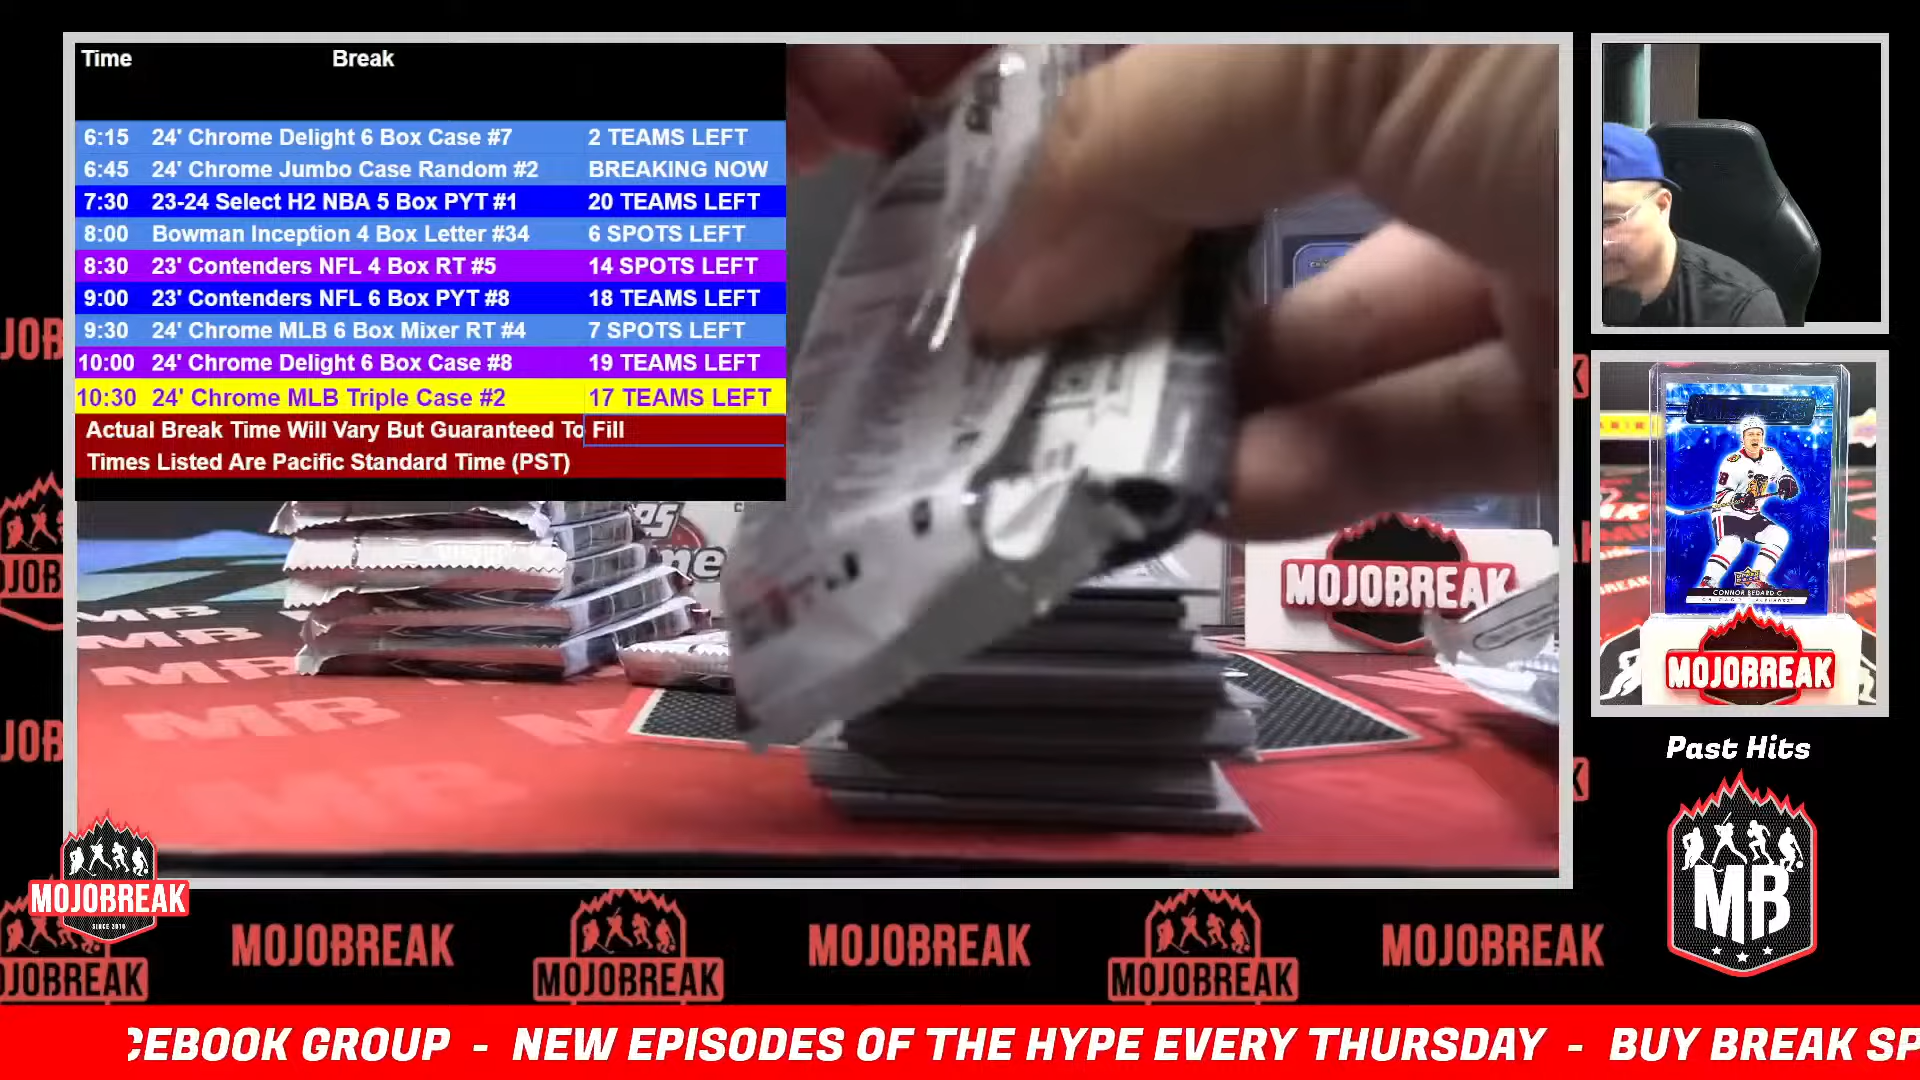 Time Break
6:15 24' Chrome Delight 6 Box Case #7 2 TEAMS LEFT
6:45 24' Chrome Jumbo Case Random #2 BREAKING NOW
7:30 23-24 Select H2 NBA 5 Box PYT #1 20 TEAMS LEFT
8:00 Bowman Inception 4 Box Letter #34 6 SPOTS LEFT
8:30 23' Contenders NFL 4 Box RT #5 14 SPOTS LEFT
9:00 23' Contenders NFL 6 Box PYT #8 18 TEAMS LEFT
9:30 24' Chrome MLB 6 Box Mixer RT #4 7 SPOTS LEFT
10:00 24' Chrome Delight 6 Box Case #8 19 TEAMS LEFT
10:30 24' Chrome MLB Triple Case #2 17 TEAMS LEFT
Actual Break Time Will Vary But Guaranteed To Fill
Times Listed Are Pacific Standard Time (PST)
MOJOBREAK
CONNOR BEDARD
MOJOBREAK
Past Hits
MB
MOJOBREAK
SINCE 2010
MOJOBREAK
MOJOBREAK
MOJOBREAK
MOJOBREAK
MOJOBREAK
CEBOOK GROUP - NEW EPISODES OF THE HYPE EVERY THURSDAY - BUY BREAK SP